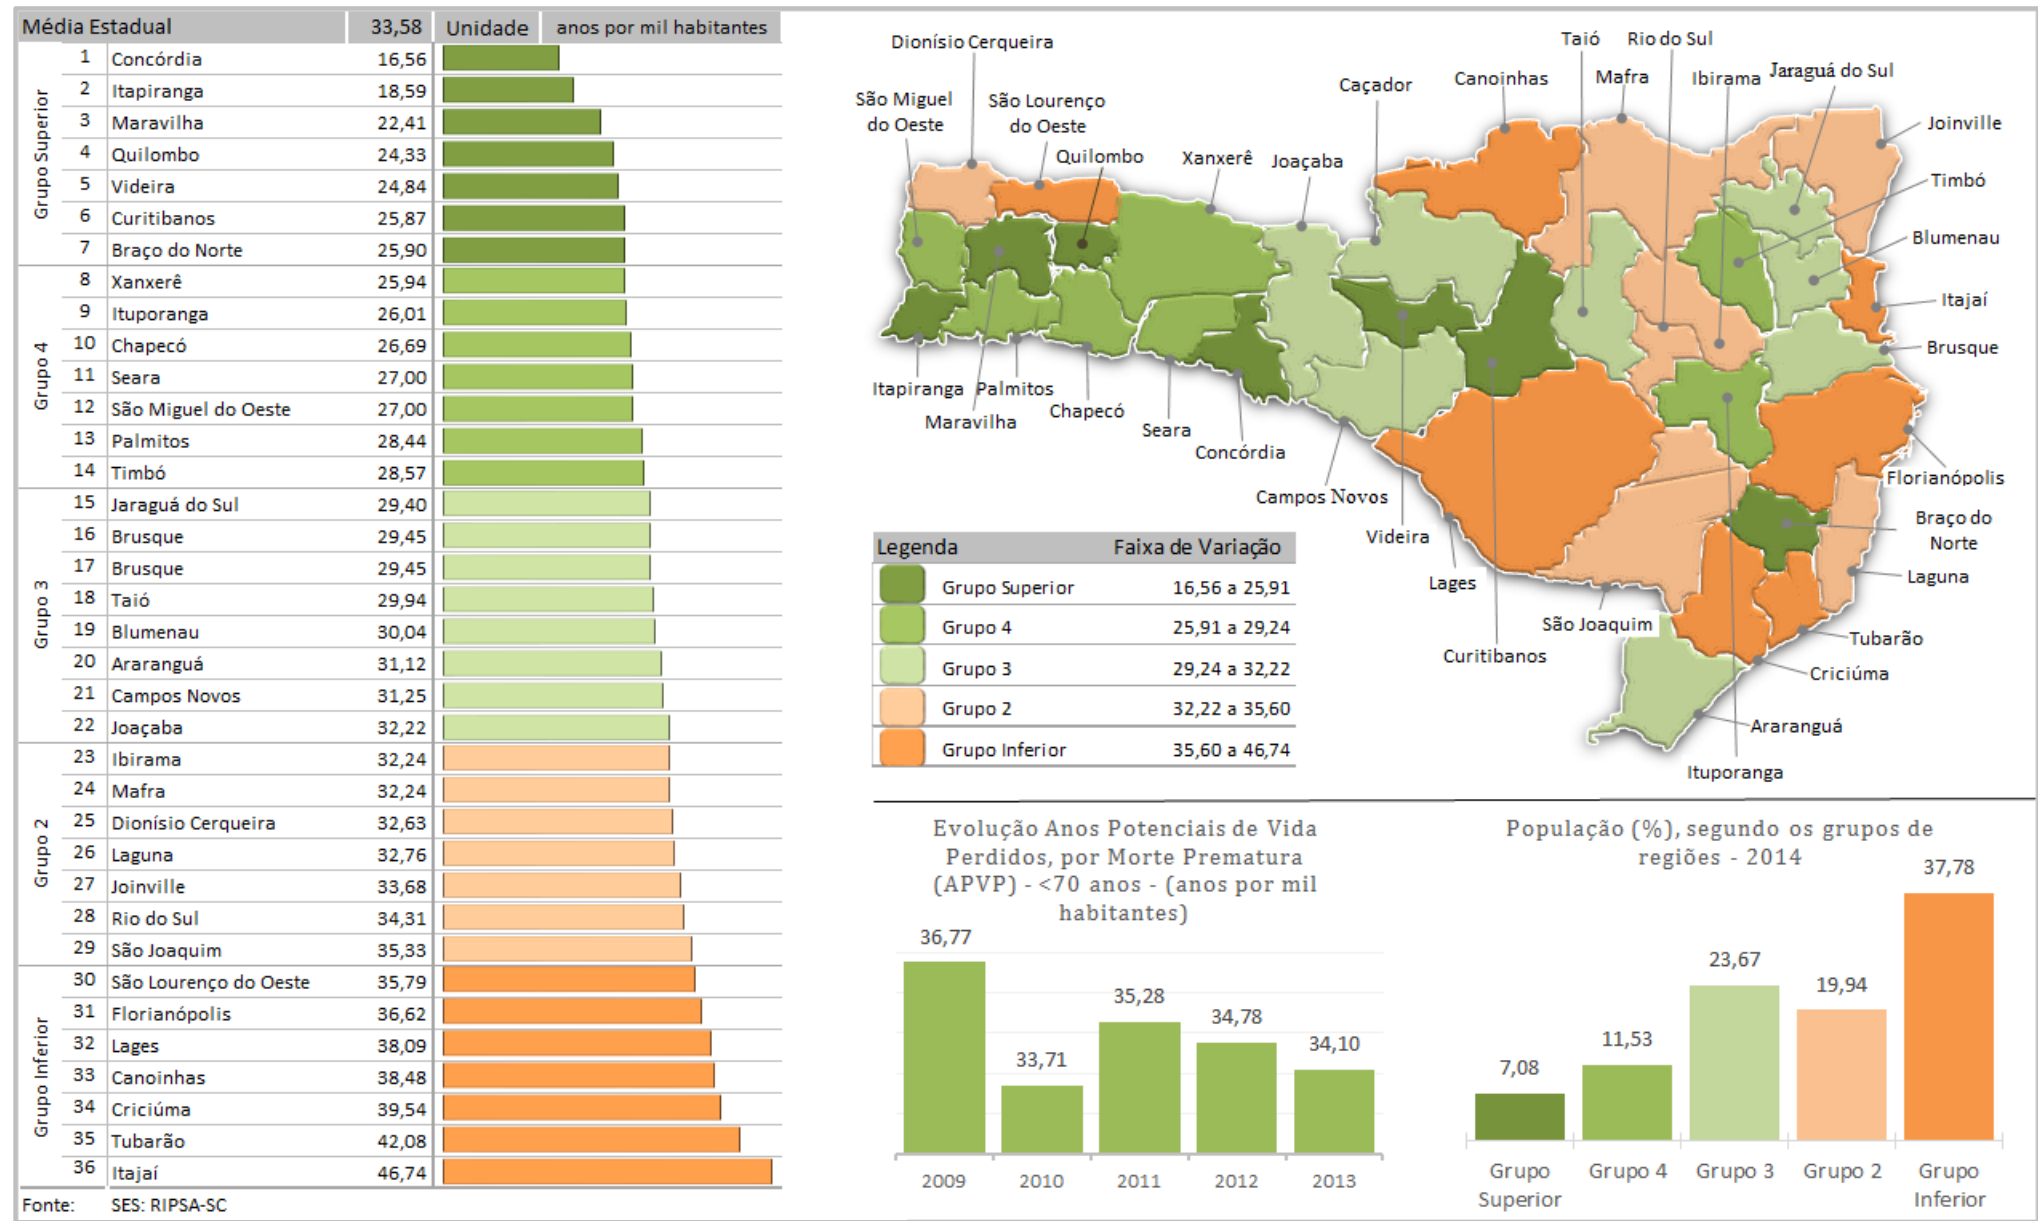 Média Estadual 33,58 Unidade anos por mil habitantes
Grupo Superior
1 Concórdia 16,56
2 Itapiranga 18,59
3 Maravilha 22,41
4 Quilombo 24,33
5 Videira 24,84
6 Curitibanos 25,87
7 Braço do Norte 25,90
Grupo 4
8 Xanxerê 25,94
9 Ituporanga 26,01
10 Chapecó 26,69
11 Seara 27,00
12 São Miguel do Oeste 27,00
13 Palmitos 28,44
14 Timbó 28,57
Grupo 3
15 Jaraguá do Sul 29,40
16 Brusque 29,45
17 Brusque 29,45
18 Taió 29,94
19 Blumenau 30,04
20 Araranguá 31,12
21 Campos Novos 31,25
22 Joaçaba 32,22
Grupo 2
23 Ibirama 32,24
24 Mafra 32,24
25 Dionísio Cerqueira 32,63
26 Laguna 32,76
27 Joinville 33,68
28 Rio do Sul 34,31
29 São Joaquim 35,33
Grupo Inferior
30 São Lourenço do Oeste 35,79
31 Florianópolis 36,62
32 Lages 38,09
33 Canoinhas 38,48
34 Criciúma 39,54
35 Tubarão 42,08
36 Itajaí 46,74
Fonte: SES: RIPSA-SC
Dionísio Cerqueira
São Miguel
do Oeste
São Lourenço
do Oeste
Quilombo
Xanxerê
Joaçaba
Caçador
Canoinhas
Taió
Mafra
Rio do Sul
Ibirama
Jaraguá do Sul
Joinville
Timbó
Blumenau
Itajaí
Brusque
Florianópolis
Braço do
Norte
Laguna
Tubarão
Criciúma
Araranguá
Ituporanga
São Joaquim
Curitibanos
Lages
Videira
Campos Novos
Concórdia
Seara
Chapecó
Maravilha
Palmitos
Itapiranga
Legenda Faixa de Variação
Grupo Superior 16,56 a 25,91
Grupo 4 25,91 a 29,24
Grupo 3 29,24 a 32,22
Grupo 2 32,22 a 35,60
Grupo Inferior 35,60 a 46,74
Evolução Anos Potenciais de Vida
Perdidos, por Morte Prematura
(APVP) - <70 anos - (anos por mil
habitantes)
36,77
33,71
35,28
34,78
34,10
2009 2010 2011 2012 2013
População (%), segundo os grupos de
regiões - 2014
7,08
11,53
23,67
19,94
37,78
Grupo
Superior
Grupo 4
Grupo 3
Grupo 2
Grupo
Inferior